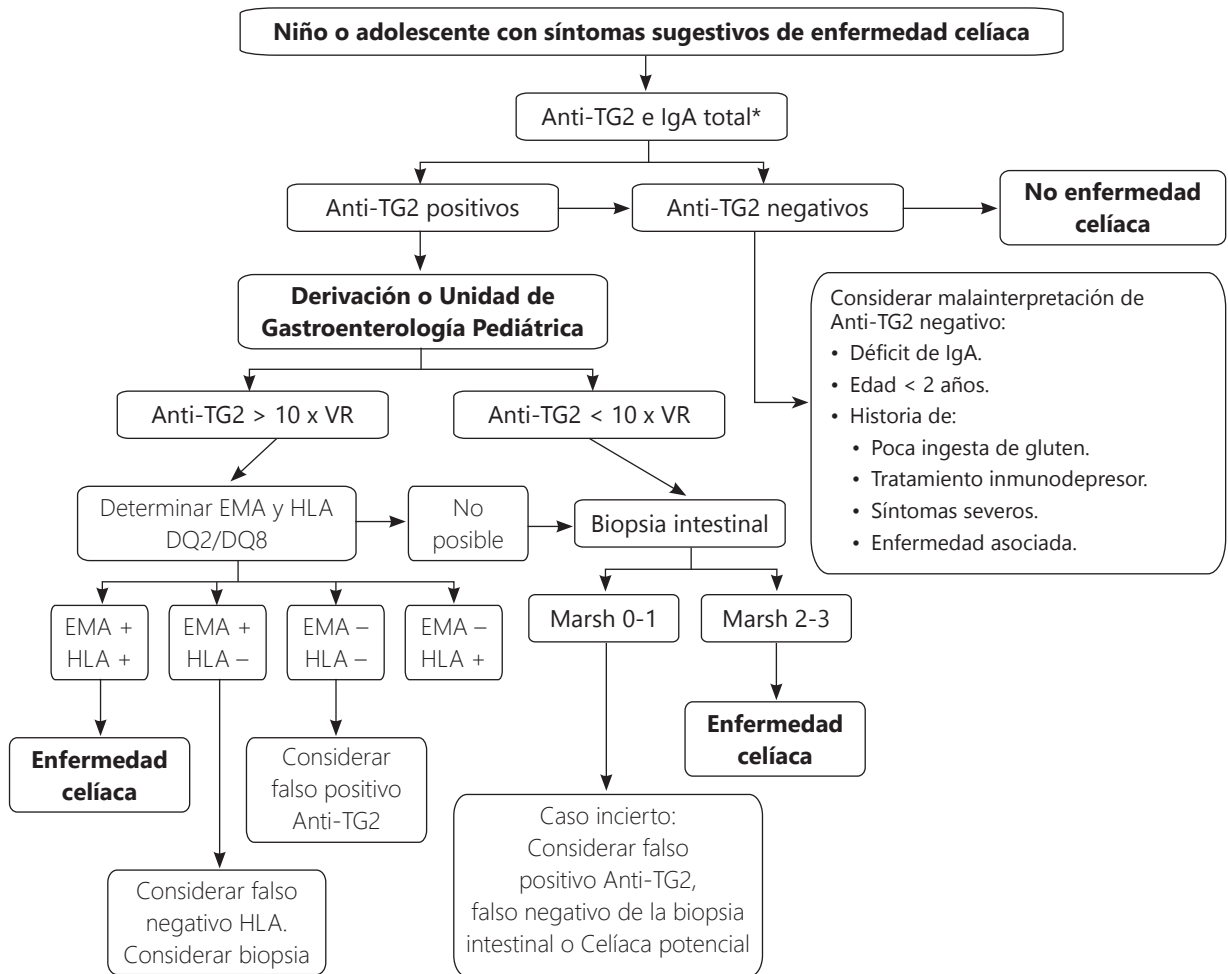 Niño o adolescente con síntomas sugestivos de enfermedad celíaca
Anti-TG2 e IgA total*
Anti-TG2 positivos
Anti-TG2 negativos
No enfermedad
celíaca
Derivación o Unidad de
Gastroenterología Pediátrica
Considerar malainterpretación de
Anti-TG2 negativo:
• Déficit de IgA.
• Edad < 2 años.
• Historia de:
• Poca ingesta de gluten.
• Tratamiento inmunodepresor.
• Síntomas severos.
• Enfermedad asociada.
Anti-TG2 > 10 x VR
Anti-TG2 < 10 x VR
Determinar EMA y HLA
DQ2/DQ8
No
posible
Biopsia intestinal
EMA +
HLA +
EMA +
HLA –
EMA –
HLA –
EMA –
HLA +
Marsh 0-1
Marsh 2-3
Enfermedad
celíaca
Considerar
falso positivo
Anti-TG2
Enfermedad
celíaca
Considerar falso
negativo HLA.
Considerar biopsia
Caso incierto:
Considerar falso
positivo Anti-TG2,
falso negativo de la biopsia
intestinal o Celíaca potencial